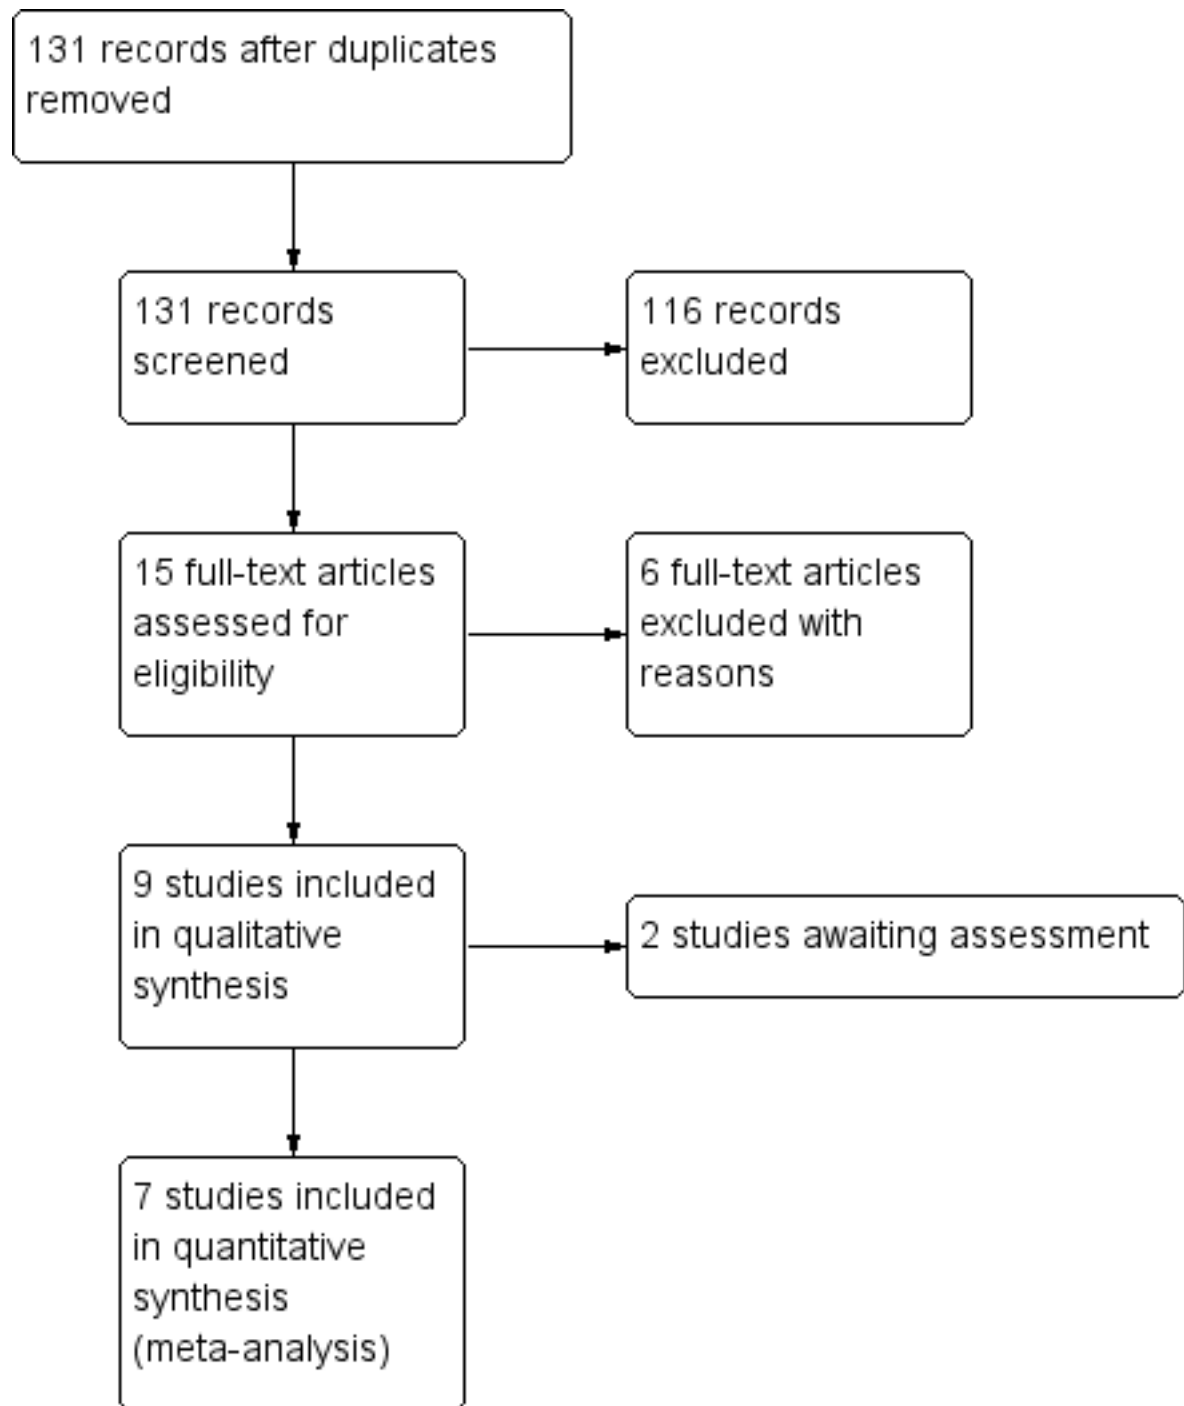 131 records after duplicates
removed
131 records
screened
116 records
excluded
15 full-text articles
assessed for
eligibility
6 full-text articles
excluded with
reasons
9 studies included
in qualitative
synthesis
2 studies awaiting assessment
7 studies included
in quantitative
synthesis
(meta-analysis)